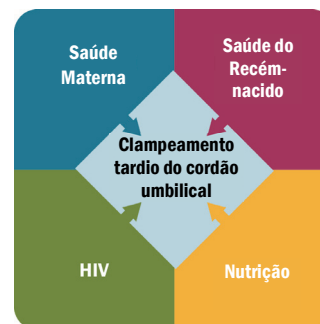 Saúde
Materna
Saúde do
Recém-
nacido
Clampeamento
tardio do cordão
umbilical
HIV
Nutrição